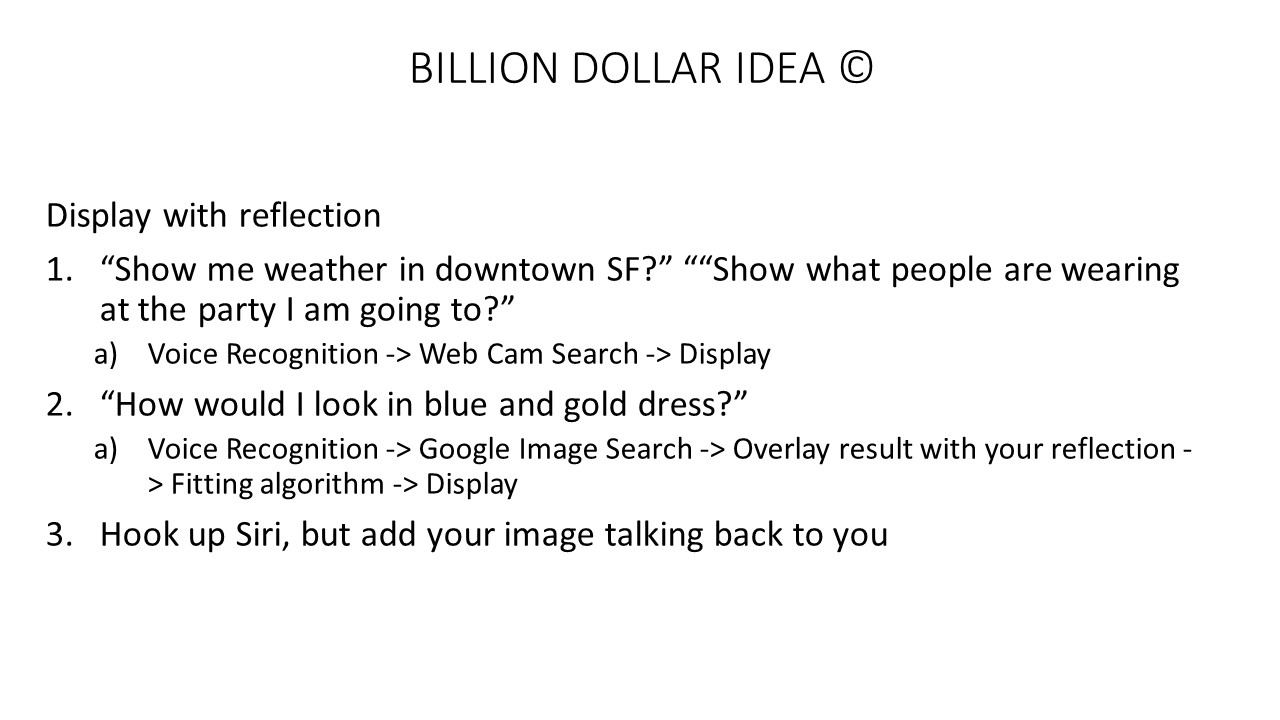 BILLION DOLLAR IDEA ©
Display with reflection
1. “Show me weather in downtown SF?” ““Show what people are wearing
at the party I am going to?”
a) Voice Recognition -> Web Cam Search -> Display
2. “How would I look in blue and gold dress?”
a) Voice Recognition -> Google Image Search -> Overlay result with your reflection -
> Fitting algorithm -> Display
3. Hook up Siri, but add your image talking back to you